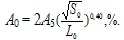 A0 = 2A5(√S0/L0)^0,40,%.